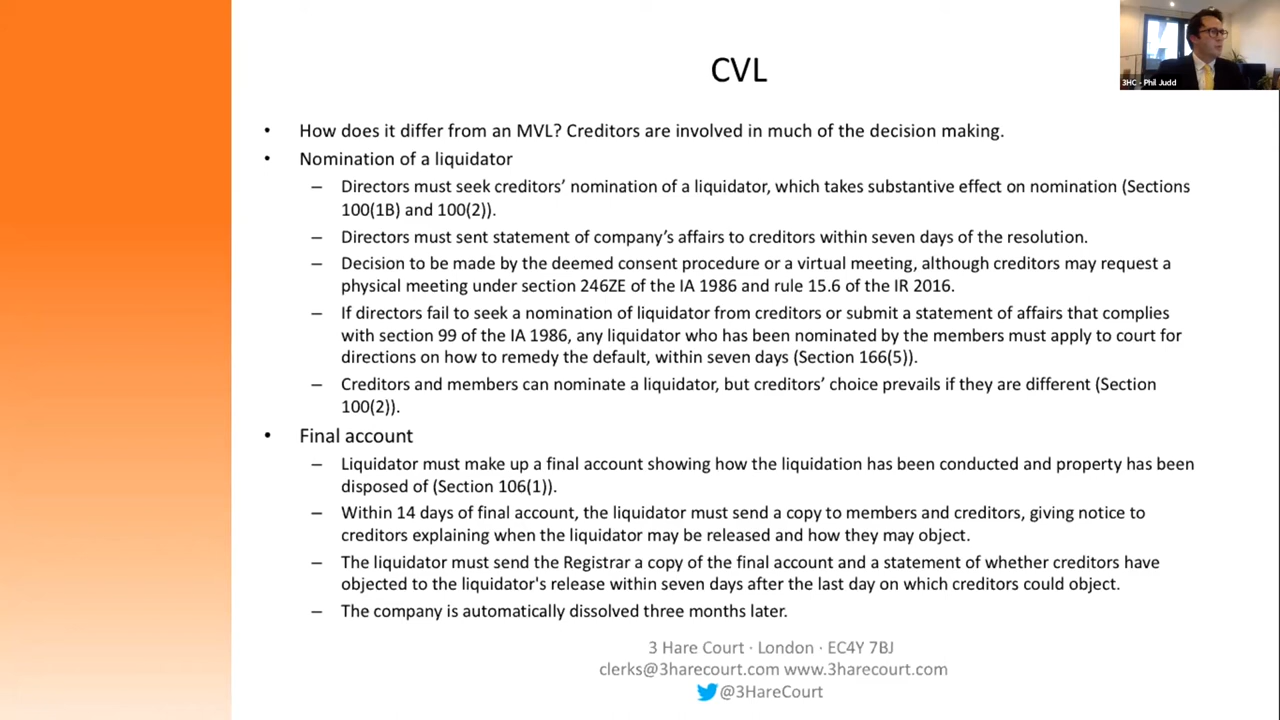 CVL
3HC - Phil Judd
• How does it differ from an MVL? Creditors are involved in much of the decision making.
• Nomination of a liquidator
– Directors must seek creditors’ nomination of a liquidator, which takes substantive effect on nomination (Sections
100(1B) and 100(2)).
– Directors must sent statement of company’s affairs to creditors within seven days of the resolution.
– Decision to be made by the deemed consent procedure or a virtual meeting, although creditors may request a
physical meeting under section 246ZE of the IA 1986 and rule 15.6 of the IR 2016.
– If directors fail to seek a nomination of liquidator from creditors or submit a statement of affairs that complies
with section 99 of the IA 1986, any liquidator who has been nominated by the members must apply to court for
directions on how to remedy the default, within seven days (Section 166(5)).
– Creditors and members can nominate a liquidator, but creditors’ choice prevails if they are different (Section
100(2)).
• Final account
– Liquidator must make up a final account showing how the liquidation has been conducted and property has been
disposed of (Section 106(1)).
– Within 14 days of final account, the liquidator must send a copy to members and creditors, giving notice to
creditors explaining when the liquidator may be released and how they may object.
– The liquidator must send the Registrar a copy of the final account and a statement of whether creditors have
objected to the liquidator's release within seven days after the last day on which creditors could object.
– The company is automatically dissolved three months later.
3 Hare Court · London · EC4Y 7BJ
clerks@3harecourt.com www.3harecourt.com
@3HareCourt